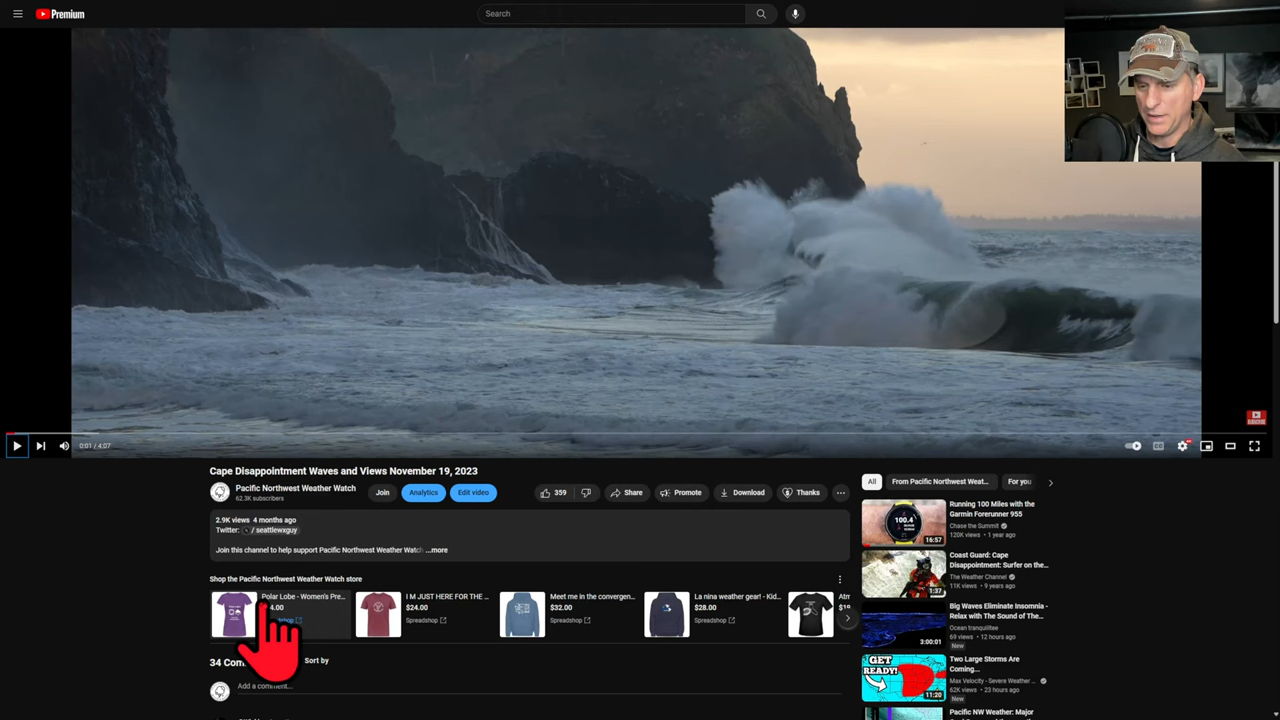 Premium
Search
SUBSCRIBE
0:01 / 4:07
Cape Disappointment Waves and Views November 19, 2023
Pacific Northwest Weather Watch
62.3K subscribers
Join
Analytics
Edit video
359
Share
Promote
Download
Thanks
2.9K views 4 months ago
Twitter: / seattlewxguy
Join this channel to help support Pacific Northwest Weather Watch ...more
Shop the Pacific Northwest Weather Watch store
Polar Lobe - Women's Pre...
4.00
I M JUST HERE FOR THE ...
$24.00
Spreadshop
Meet me in the convergen...
$32.00
Spreadshop
La nina weather gear! - Kid...
$28.00
Spreadshop
34 Com
Sort by
Add a comment...
All
From Pacific Northwest Weat...
For you
Running 100 Miles with the
Garmin Forerunner 955
Chase the Summit
120K views • 1 year ago
100.4
16:57
Coast Guard: Cape
Disappointment: Surfer on the...
The Weather Channel
11K views • 9 years ago
1:37
Big Waves Eliminate Insomnia -
Relax with The Sound of The...
Ocean tranquilitee
69 views • 12 hours ago
New
3:00:01
Two Large Storms Are
Coming...
Max Velocity - Severe Weather ...
62K views • 23 hours ago
New
GET
READY!
11:20
Pacific NW Weather: Major